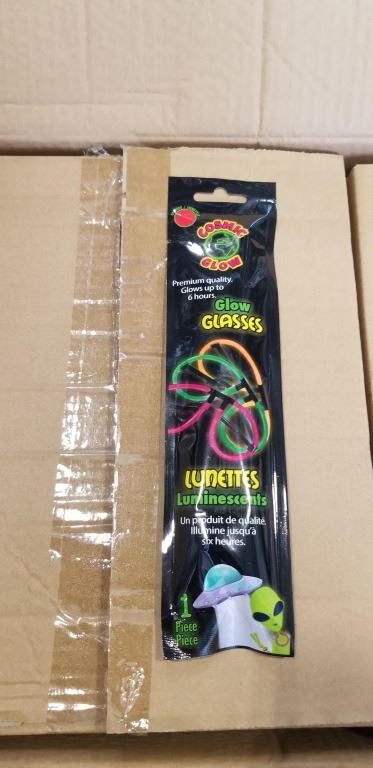 COSMIC
GLOW
Premium quality.
Glows up to
6 hours.
Glow
GLASSES
LUNETTES
Luminescents
Un produit de qualité.
Illumine jusqu'à
six heures.
1
Piece
Pièce